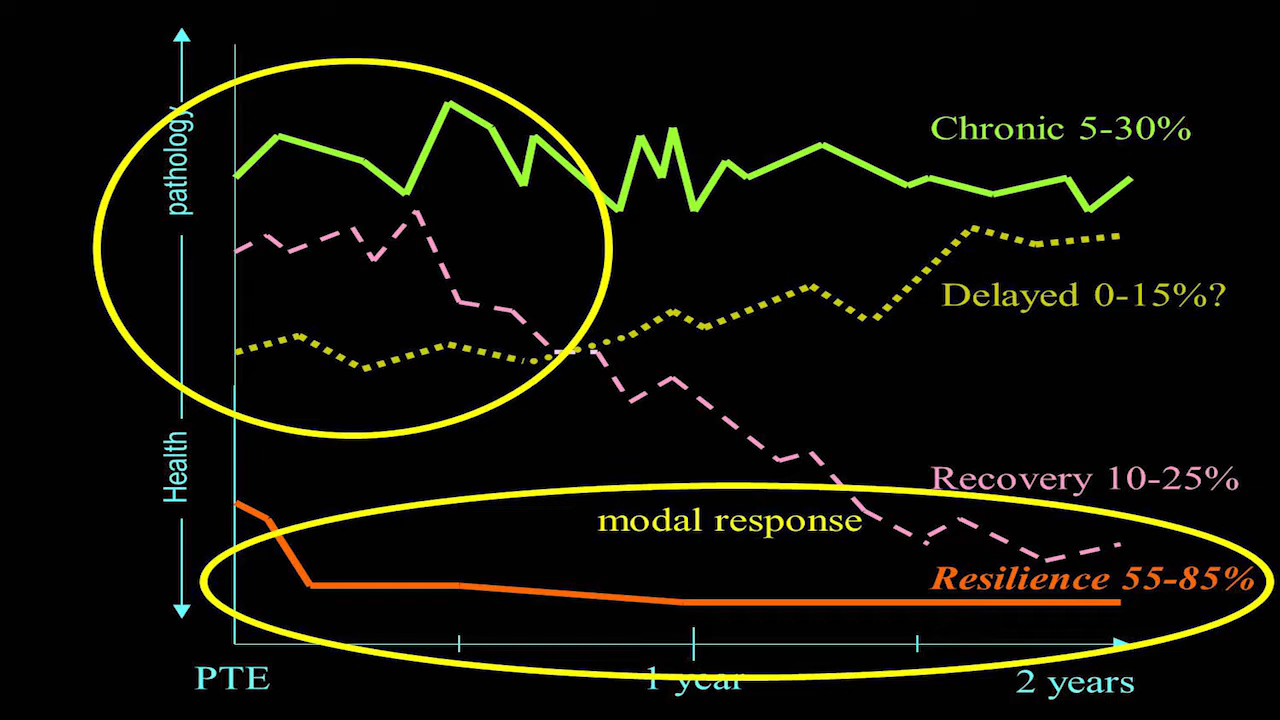 pathology
Chronic 5-30%
Delayed 0-15%?
Health
Recovery 10-25%
modal response
Resilience 55-85%
PTE
1 year
2 years